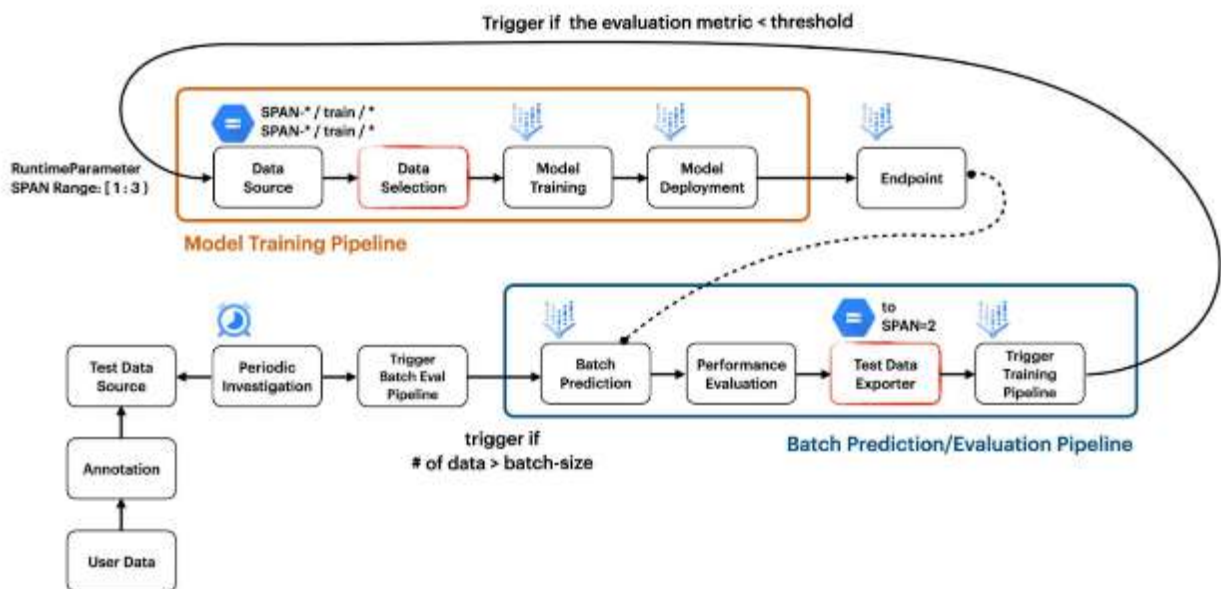 Trigger if the evaluation metric < threshold
SPAN-* / train / *
SPAN-* / train / *
RuntimeParameter
SPAN Range: [ 1 : 3 )
Data
Source
Data
Selection
Model
Training
Model
Deployment
Endpoint
Model Training Pipeline
to
SPAN=2
Test Data
Source
Periodic
Investigation
Trigger
Batch Eval
Pipeline
Batch
Prediction
Performance
Evaluation
Test Data
Exporter
Trigger
Training
Pipeline
trigger if
# of data > batch-size
Batch Prediction/Evaluation Pipeline
Annotation
User Data